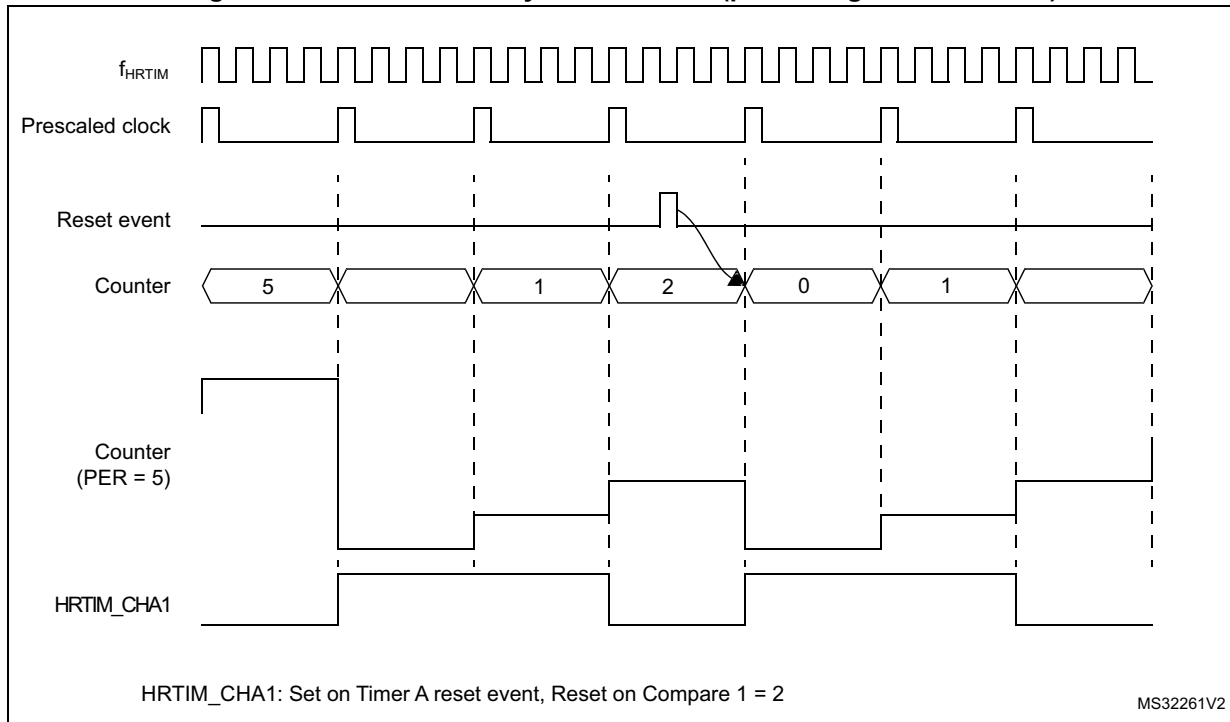 fHRTIM
Prescaled clock
Reset event
Counter 5 1 2 0 1
Counter
(PER = 5)
HRTIM_CHA1
HRTIM_CHA1: Set on Timer A reset event, Reset on Compare 1 = 2
MS32261V2